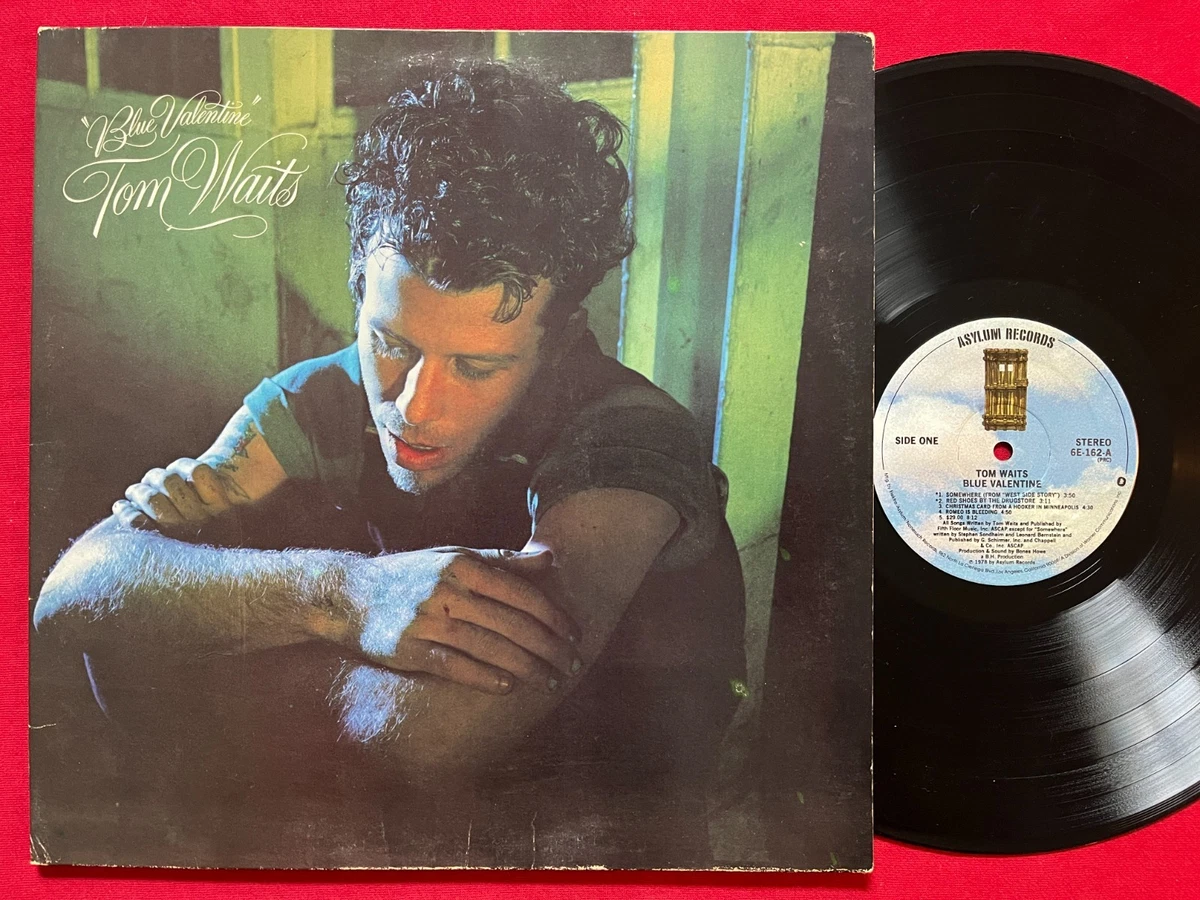 "Blue Valentine"
Tom Waits
ASYLUM RECORDS
SIDE ONE
STEREO
6E-162-A
(PRC)
TOM WAITS
BLUE VALENTINE
*1. SOMEWHERE (FROM "WEST SIDE STORY") 3:50
*2. RED SHOES BY THE DRUGSTORE 3:11
3. CHRISTMAS CARD FROM A HOOKER IN MINNEAPOLIS 4:30
4. ROMEO IS BLEEDING 4:50
5. $29.00 8:12
All Songs Written by Tom Waits and Published by
Fifth Floor Music, Inc. ASCAP except for *Somewhere*
written by Stephan Sondheim and Leonard Bernstein and
Published by G. Schirmer, Inc. and Chappell
& Co. Inc. ASCAP
Production & Sound by Bones Howe
a B.H. Production
℗ 1978 by Asylum Records